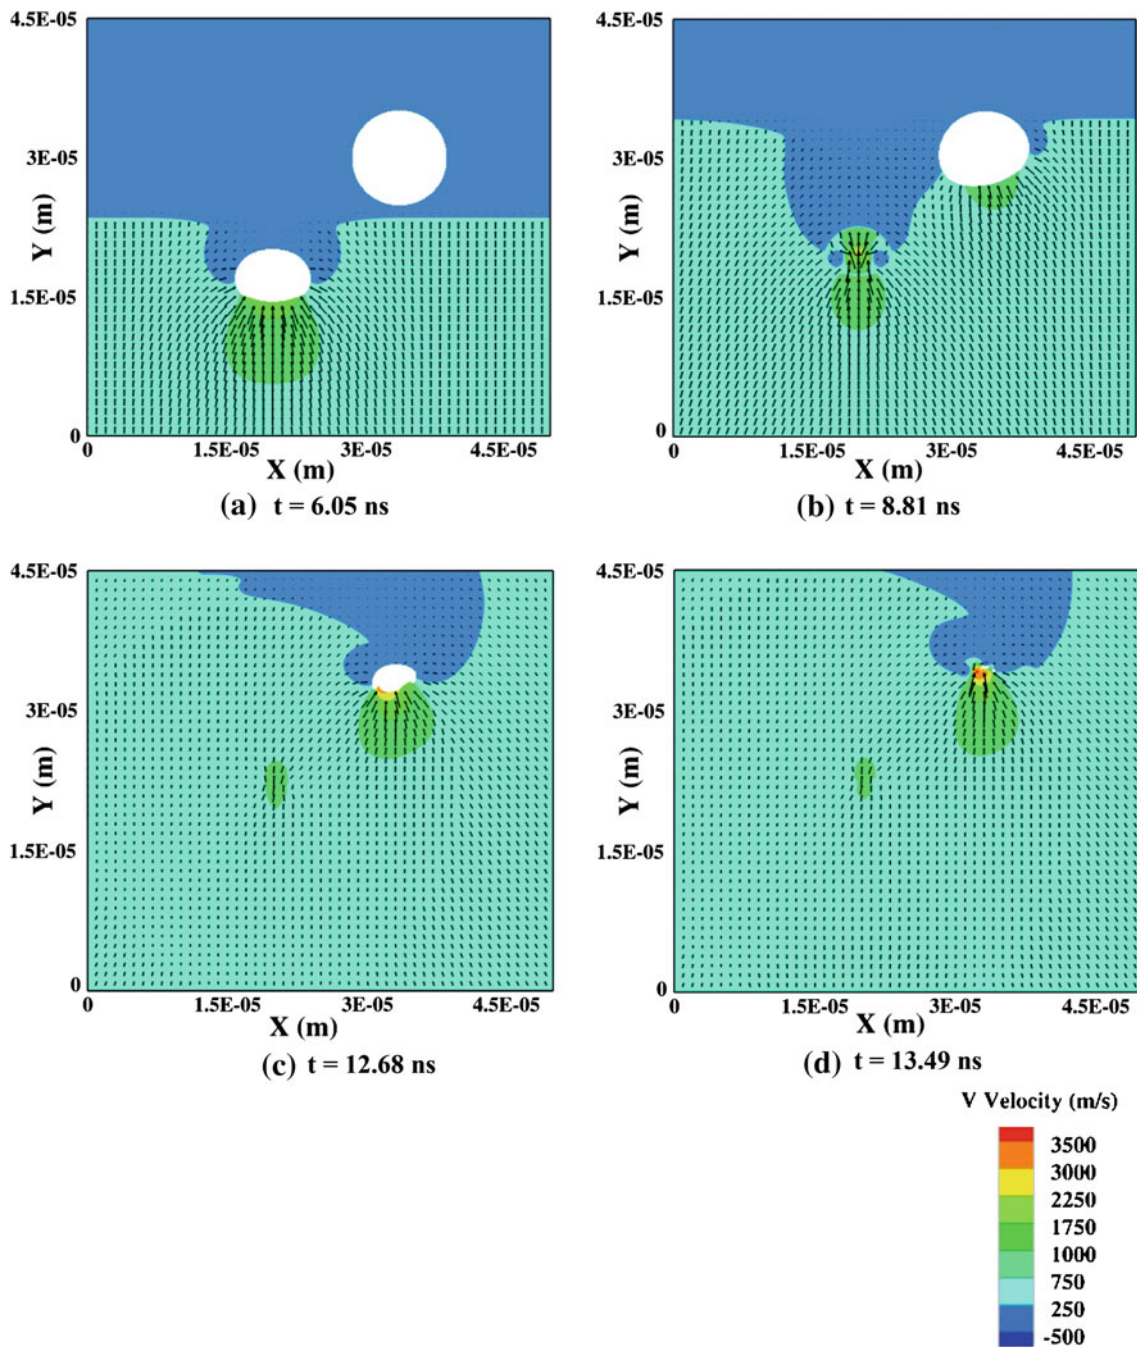 4.5E-05
3E-05
1.5E-05
0
Y (m)
0 1.5E-05 3E-05 4.5E-05
X (m)
(a) t = 6.05 ns
4.5E-05
3E-05
1.5E-05
0
Y (m)
0 1.5E-05 3E-05 4.5E-05
X (m)
(b) t = 8.81 ns
4.5E-05
3E-05
1.5E-05
0
Y (m)
0 1.5E-05 3E-05 4.5E-05
X (m)
(c) t = 12.68 ns
4.5E-05
3E-05
1.5E-05
0
Y (m)
0 1.5E-05 3E-05 4.5E-05
X (m)
(d) t = 13.49 ns
V Velocity (m/s)
3500
3000
2250
1750
1000
750
250
-500